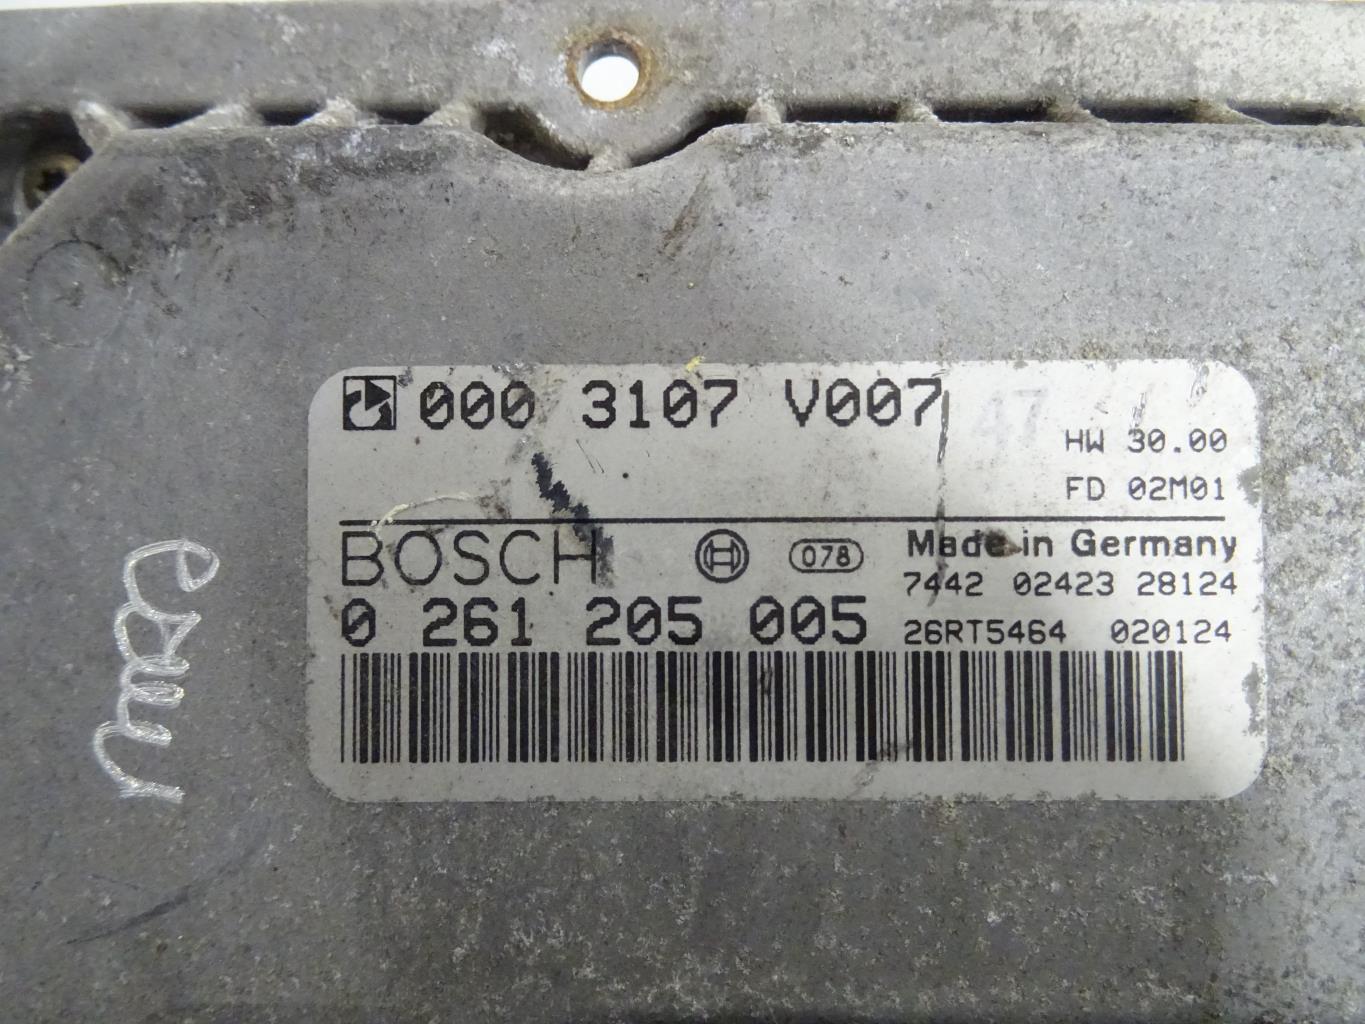 000 3107 V007
47
HW 30.00
FD 02M01
BOSCH
078
Made in Germany
7442 02423 28124
0 261 205 005
26RT5464 020124